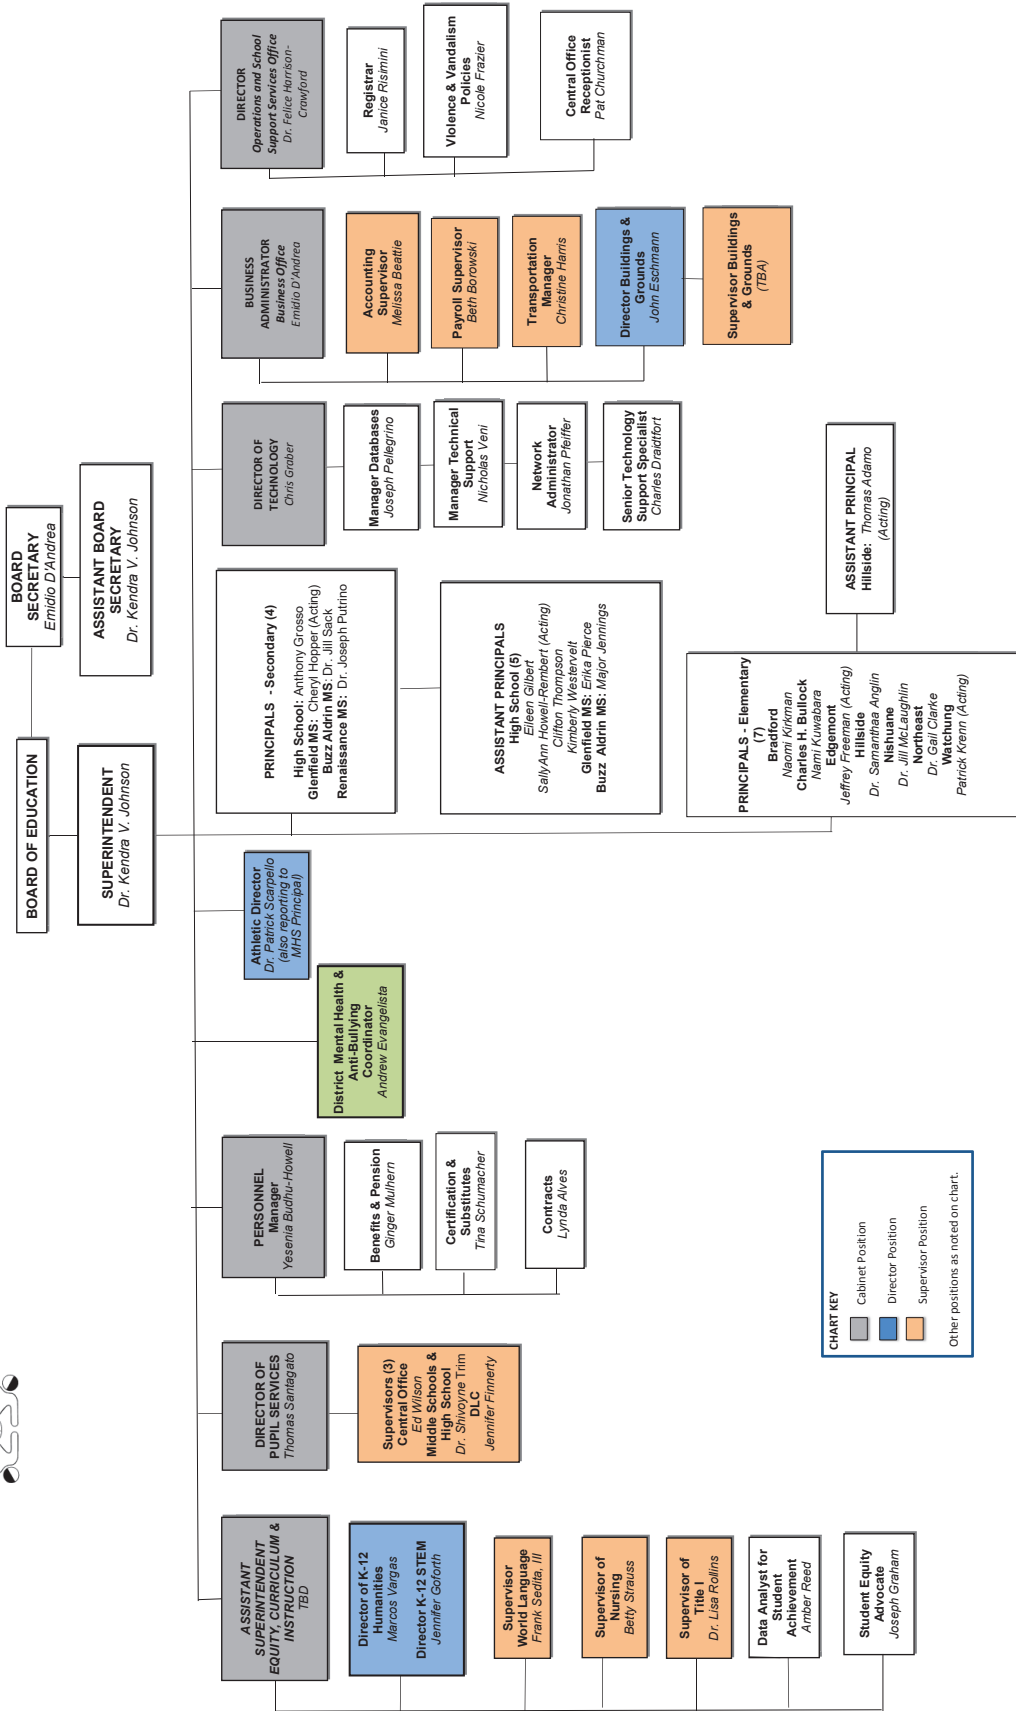 BOARD OF EDUCATION
BOARD
SECRETARY
Emidio D'Andrea
SUPERINTENDENT
Dr. Kendra V. Johnson
ASSISTANT BOARD
SECRETARY
Dr. Kendra V. Johnson
ASSISTANT
SUPERINTENDENT
EQUITY, CURRICULUM &
INSTRUCTION
TBD
Director of K-12
Humanities
Marcos Vargas
Director K-12 STEM
Jennifer Goforth
Supervisor
World Language
Frank Sedita, III
Supervisor of
Nursing
Betty Strauss
Supervisor of
Title I
Dr. Lisa Rollins
Data Analyst for
Student
Achievement
Amber Reed
Student Equity
Advocate
Joseph Graham
DIRECTOR OF
PUPIL SERVICES
Thomas Santagato
Supervisors (3)
Central Office
Ed Wilson
Middle Schools &
High School
Dr. Shivoyne Trim
DLC
Jennifer Finnerty
PERSONNEL
Manager
Yesenia Budhu-Howell
Benefits & Pension
Ginger Mulhern
Certification &
Substitutes
Tina Schumacher
Contracts
Lynda Alves
District Mental Health &
Anti-Bullying
Coordinator
Andrew Evangelista
Athletic Director
Dr. Patrick Scarpello
(also reporting to
MHS Principal)
PRINCIPALS - Secondary (4)
High School: Anthony Grosso
Glenfield MS: Cheryl Hopper (Acting)
Buzz Aldrin MS: Dr. Jill Sack
Renaissance MS: Dr. Joseph Putrino
ASSISTANT PRINCIPALS
High School (5)
Eileen Gilbert
SallyAnn Howell-Rembert (Acting)
Clifton Thompson
Kimberly Westervelt
Glenfield MS: Erika Pierce
Buzz Aldrin MS: Major Jennings
PRINCIPALS - Elementary
(7)
Bradford
Naomi Kirkman
Charles H. Bullock
Nami Kuwabara
Edgemont
Jeffrey Freeman (Acting)
Hillside
Dr. Samanthaa Anglin
Nishuane
Dr. Jill McLaughlin
Northeast
Dr. Gail Clarke
Watchung
Patrick Krenn (Acting)
ASSISTANT PRINCIPAL
Hillside: Thomas Adamo
(Acting)
DIRECTOR OF
TECHNOLOGY
Chris Graber
Manager Databases
Joseph Pellegrino
Manager Technical
Support
Nicholas Veni
Network
Administrator
Jonathan Pfeiffer
Senior Technology
Support Specialist
Charles Draidtfort
BUSINESS
ADMINISTRATOR
Business Office
Emidio D'Andrea
Accounting
Supervisor
Melissa Beattie
Payroll Supervisor
Beth Borowski
Transportation
Manager
Christine Harris
Director Buildings &
Grounds
John Eschmann
Supervisor Buildings
& Grounds
(TBA)
DIRECTOR
Operations and School
Support Services Office
Dr. Felice Harrison-
Crawford
Registrar
Janice Risimini
VIolence & Vandalism
Policies
Nicole Frazier
Central Office
Receptionist
Pat Churchman
CHART KEY
Cabinet Position
Director Position
Supervisor Position
Other positions as noted on chart.